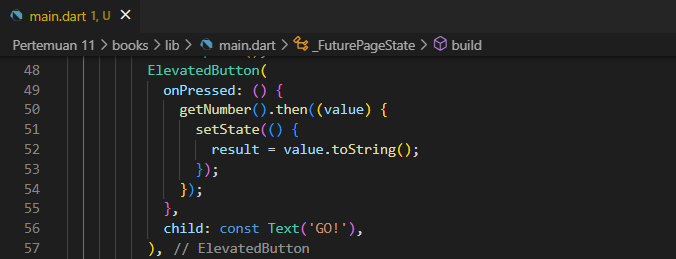 main.dart 1, U
Pertemuan 11 > books > lib > main.dart > _FuturePageState > build
48 ElevatedButton(
49 onPressed: () {
50 getNumber().then((value) {
51 setState(() {
52 result = value.toString();
53 });
54 });
55 },
56 child: const Text('GO!'),
57 ), // ElevatedButton